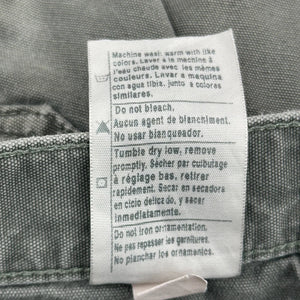 Machine wash: warm with like
colors. Laver à la machine à
l'eau chaude avec les mêmes
couleurs. Lavar a maquina
con agua tibia, junto a colores
similares.
Do not bleach.
Aucun agent de blanchiment.
No usar blanqueador.
Tumble dry low, remove
promptly. Sécher par culbutage
à réglage bas, retirer
rapidement. Secar en secadora
en ciclo delicado, y sacar
inmediatamente.
Do not iron ornamentation.
Ne pas repasser les garnitures.
No planchar los ornamentos.